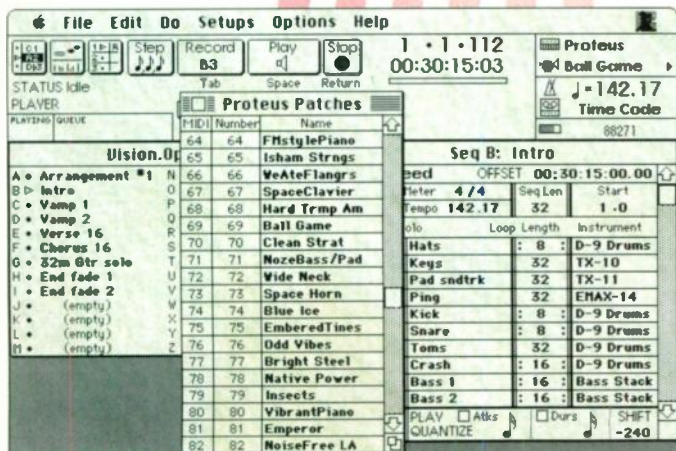 File Edit Do Setups Options Help
Step Record Play Stop
B3
Tab Space Return
1 • 1 • 112
00:30:15:03
Proteus
Ball Game
♩=142.17
Time Code
88271
STATUS Idle
PLAYER
PLAYING QUEUE
Vision.Op
A • Arrangement #1 N
B ▷ Intro O
C • Vamp 1 P
D • Vamp 2 Q
E • Verse 16 R
F • Chorus 16 S
G • 32m Gtr solo T
H • End fade 1 U
I • End fade 2 V
J • (empty) W
K • (empty) X
L • (empty) Y
M • (empty) Z
Proteus Patches
MIDI Number Name
64 64 FMstylePiano
65 65 Isham Strngs
66 66 WeAteFlangrs
67 67 SpaceClavier
68 68 Hard Trmp Am
69 69 Ball Game
70 70 Clean Strat
71 71 NozeBass/Pad
72 72 Wide Neck
73 73 Space Horn
74 74 Blue Ice
75 75 EmberedTines
76 76 Odd Vibes
77 77 Bright Steel
78 78 Native Power
79 79 Insects
80 80 VibrantPiano
81 81 Emperor
82 82 NoiseFree LA
Seq B: Intro
eed OFFSET 00:30:15:00.00
Meter 4/4 Seq Len Start
Tempo 142.17 32 1 .0
olo Loop Length Instrument
Hats : 8 : D-9 Drums
Keys 32 TX-10
Pad sndtrk 32 TX-11
Ping 32 EMAX-14
Kick : 8 : D-9 Drums
Snare : 8 : D-9 Drums
Toms 32 D-9 Drums
Crash : 16 : D-9 Drums
Bass 1 : 16 : Bass Stack
Bass 2 : 16 : Bass Stack
PLAY Atks Durs SHIFT
QUANTIZE -240